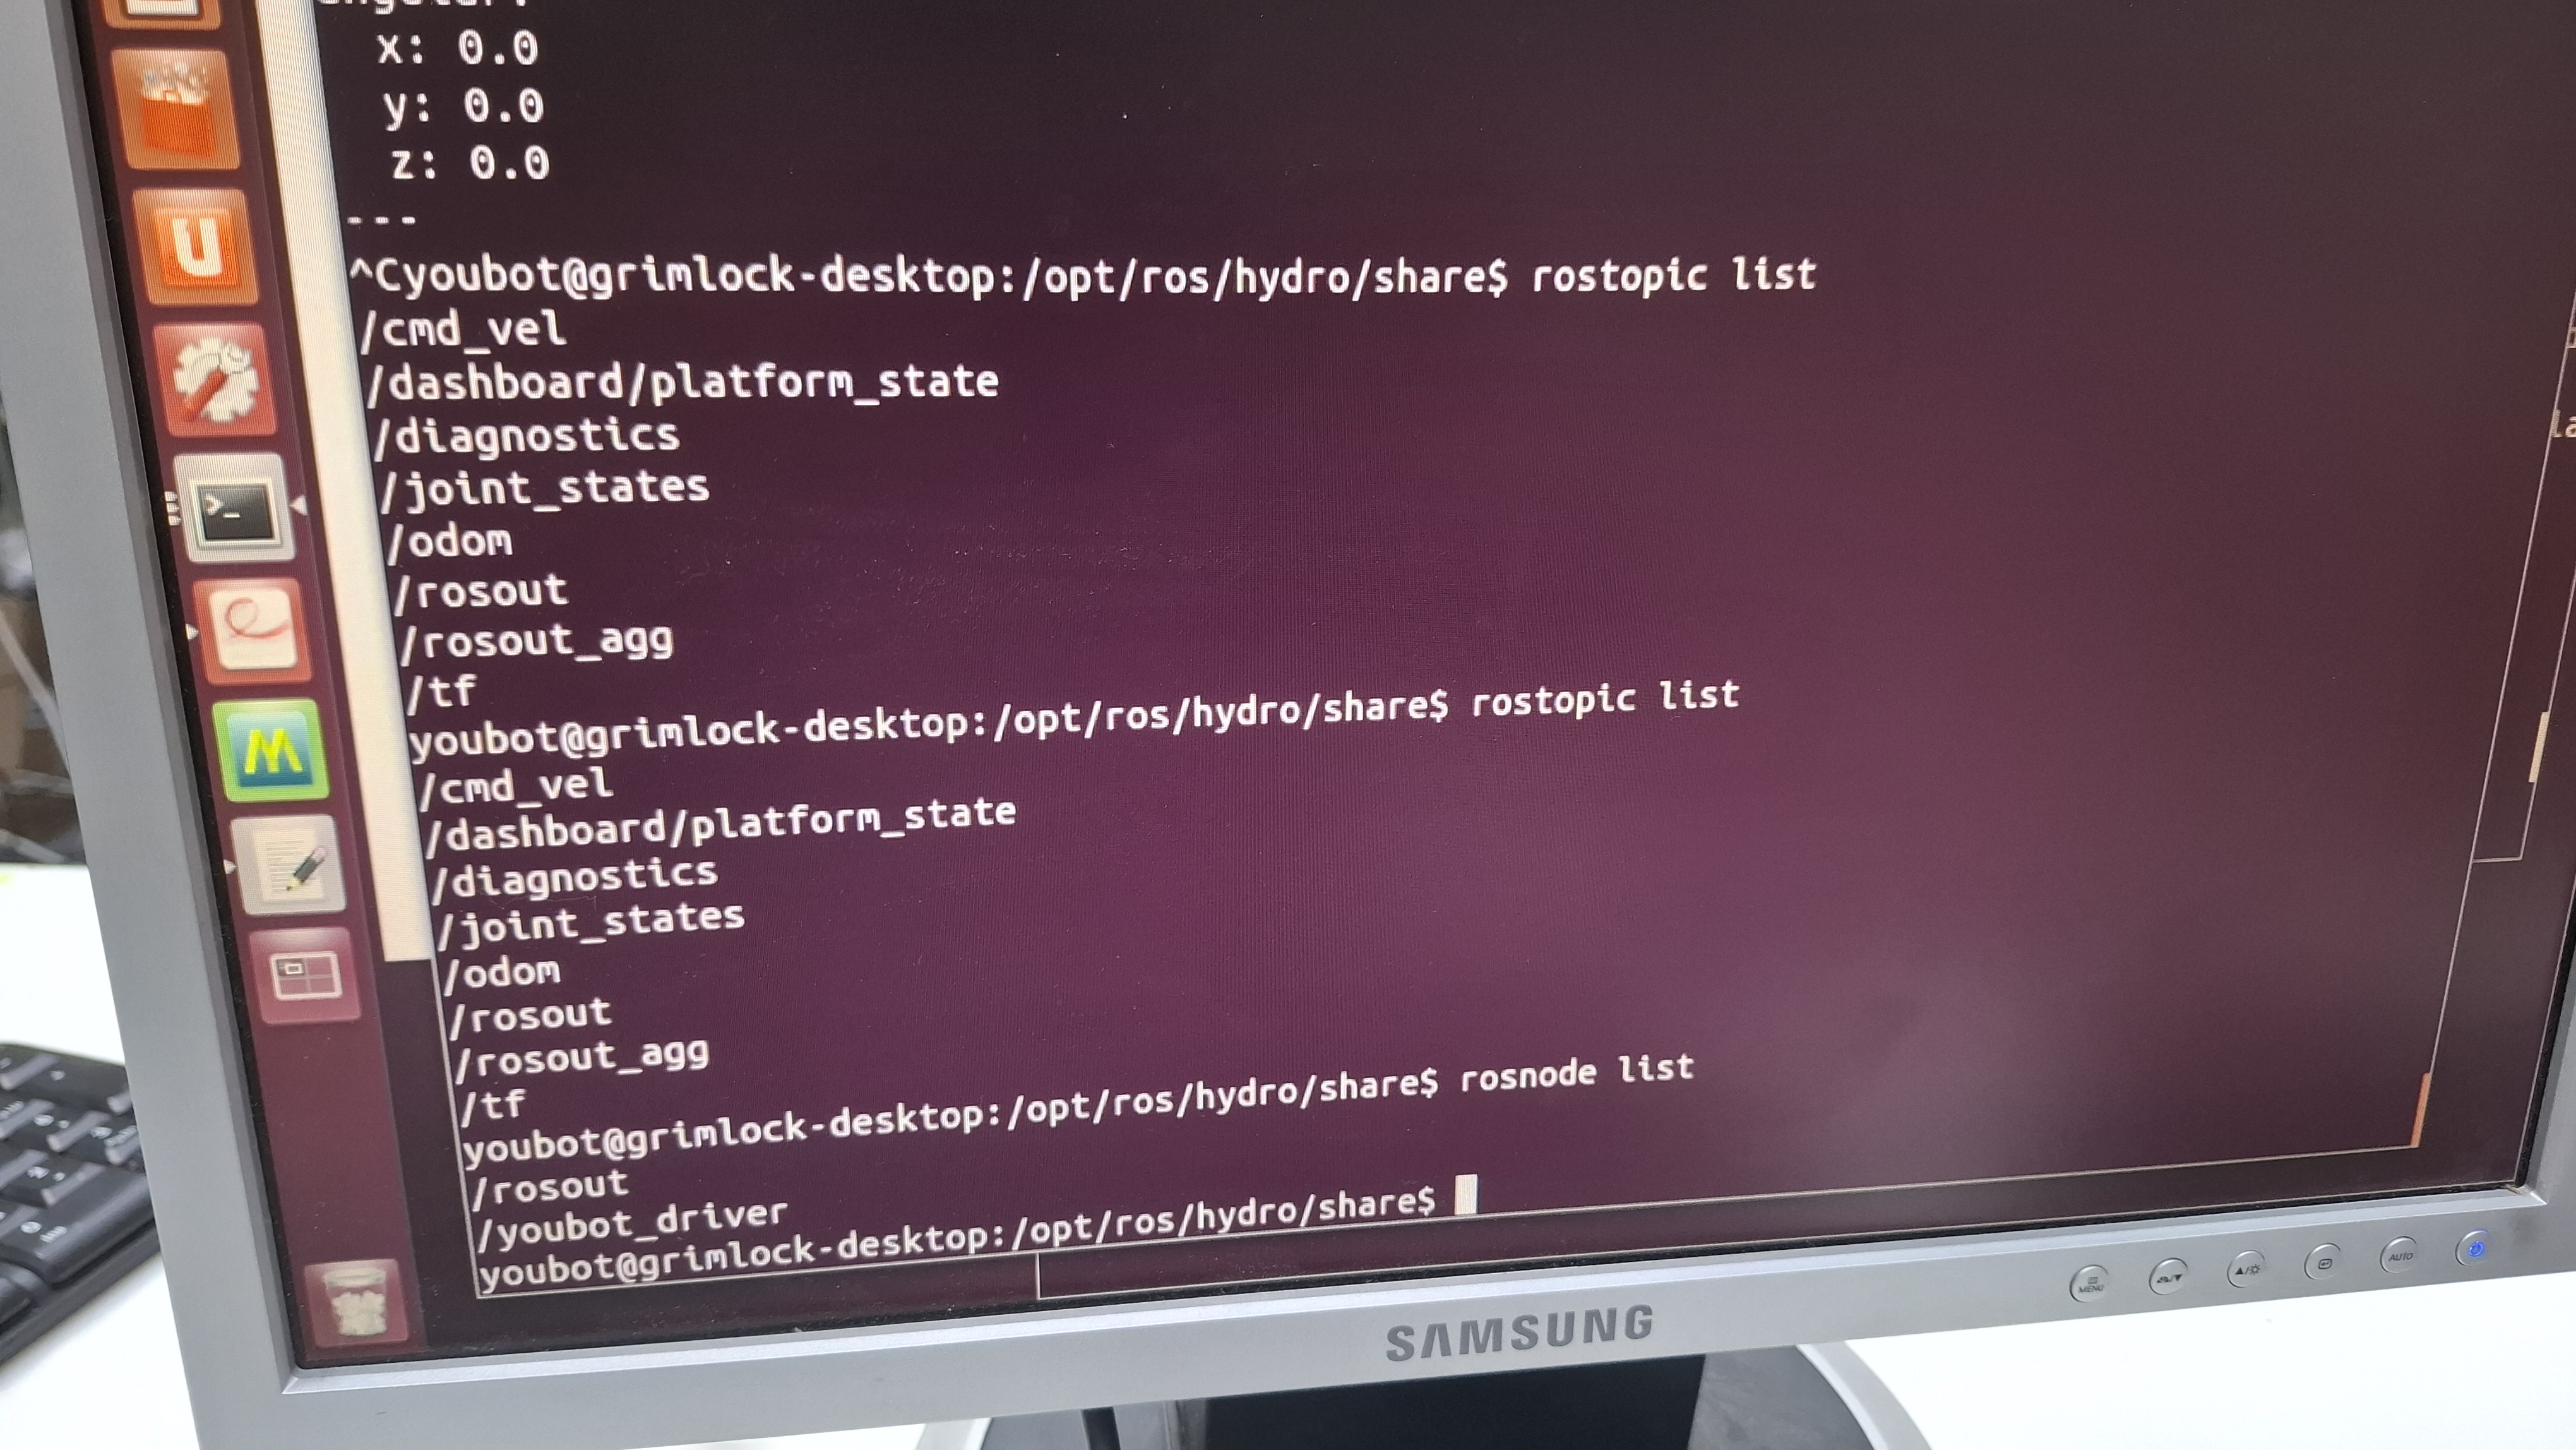 x: 0.0
y: 0.0
z: 0.0
---
^Cyoubot@grimlock-desktop:/opt/ros/hydro/share$ rostopic list
/cmd_vel
/dashboard/platform_state
/diagnostics
/joint_states
/odom
/rosout
/rosout_agg
/tf
youbot@grimlock-desktop:/opt/ros/hydro/share$ rostopic list
/cmd_vel
/dashboard/platform_state
/diagnostics
/joint_states
/odom
/rosout
/rosout_agg
/tf
youbot@grimlock-desktop:/opt/ros/hydro/share$ rosnode list
/rosout
/youbot_driver
youbot@grimlock-desktop:/opt/ros/hydro/share$
SAMSUNG
MENU
AUTO